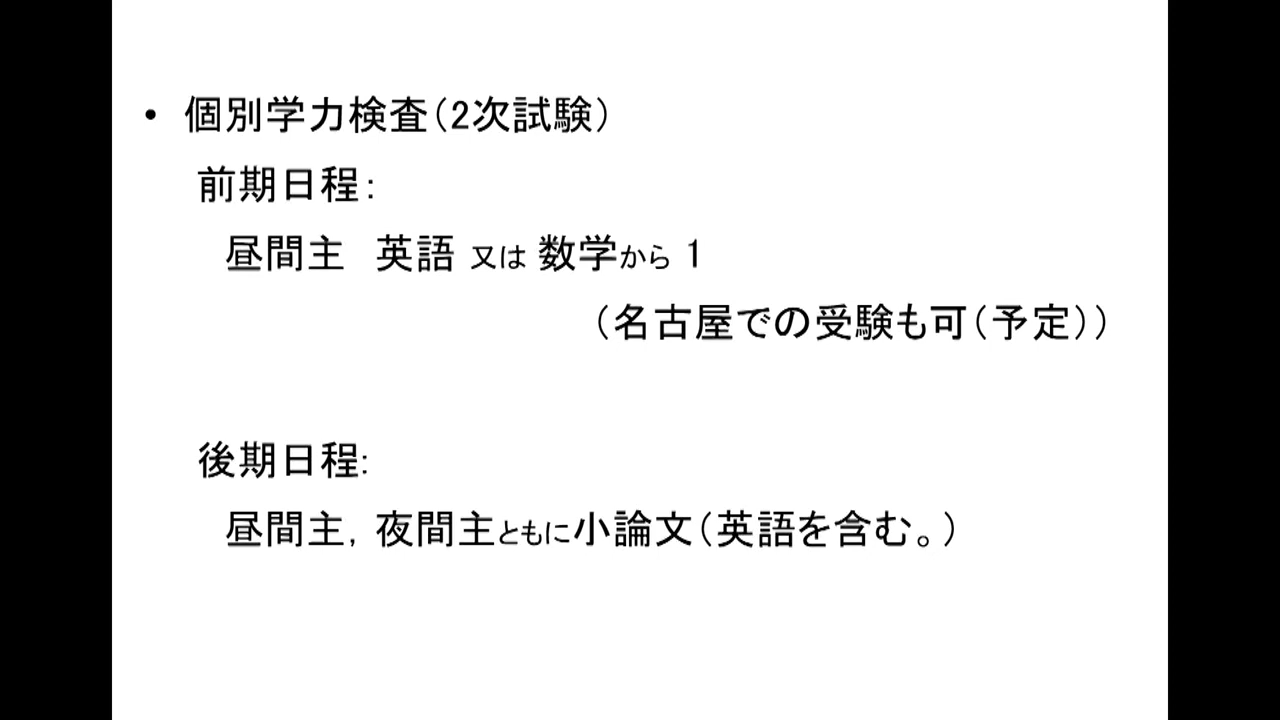 • 個別学力検査（2次試験）
前期日程：
昼間主　英語 又は 数学から 1
（名古屋での受験も可（予定））
後期日程：
昼間主，夜間主ともに小論文（英語を含む。）